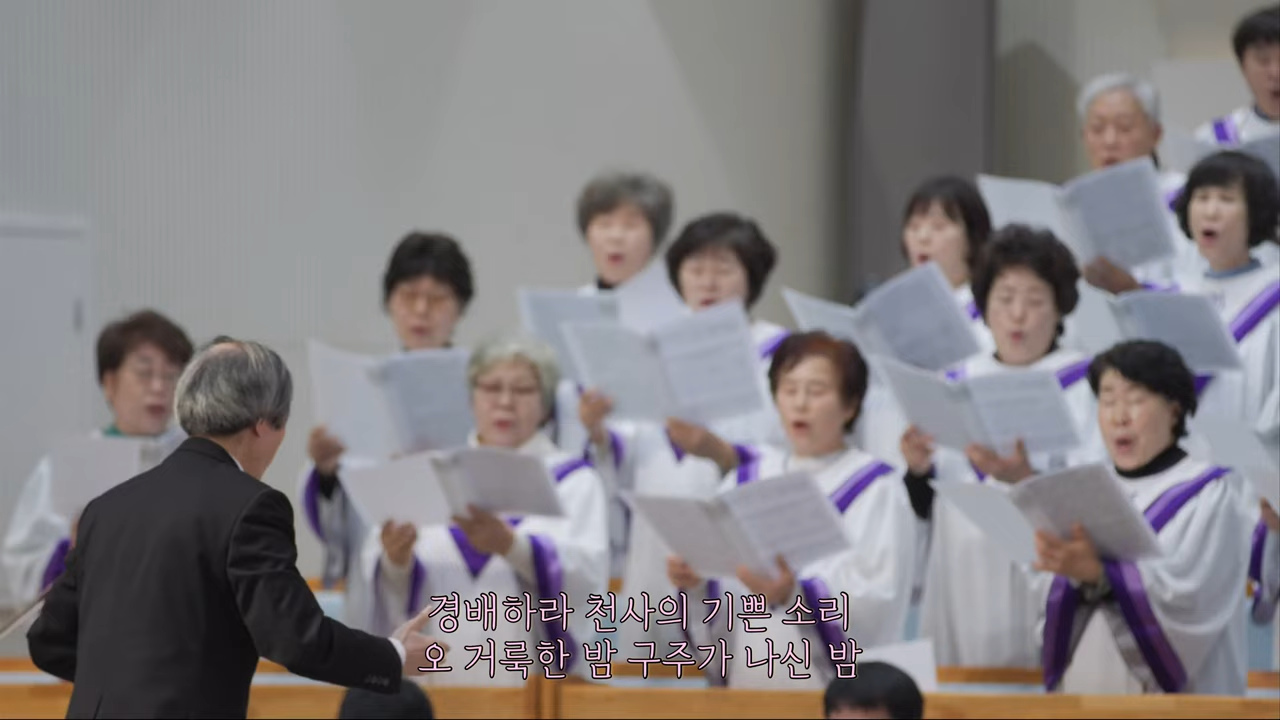 경배하라 천사의 기쁜 소리
오 거룩한 밤 구주가 나신 밤